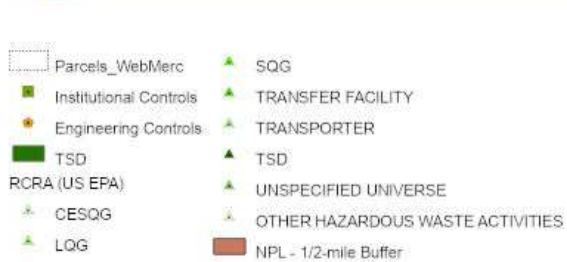 Parcels_WebMerc
Institutional Controls
Engineering Controls
TSD
RCRA (US EPA)
CESQG
LQG
SQG
TRANSFER FACILITY
TRANSPORTER
TSD
UNSPECIFIED UNIVERSE
OTHER HAZARDOUS WASTE ACTIVITIES
NPL - 1/2-mile Buffer